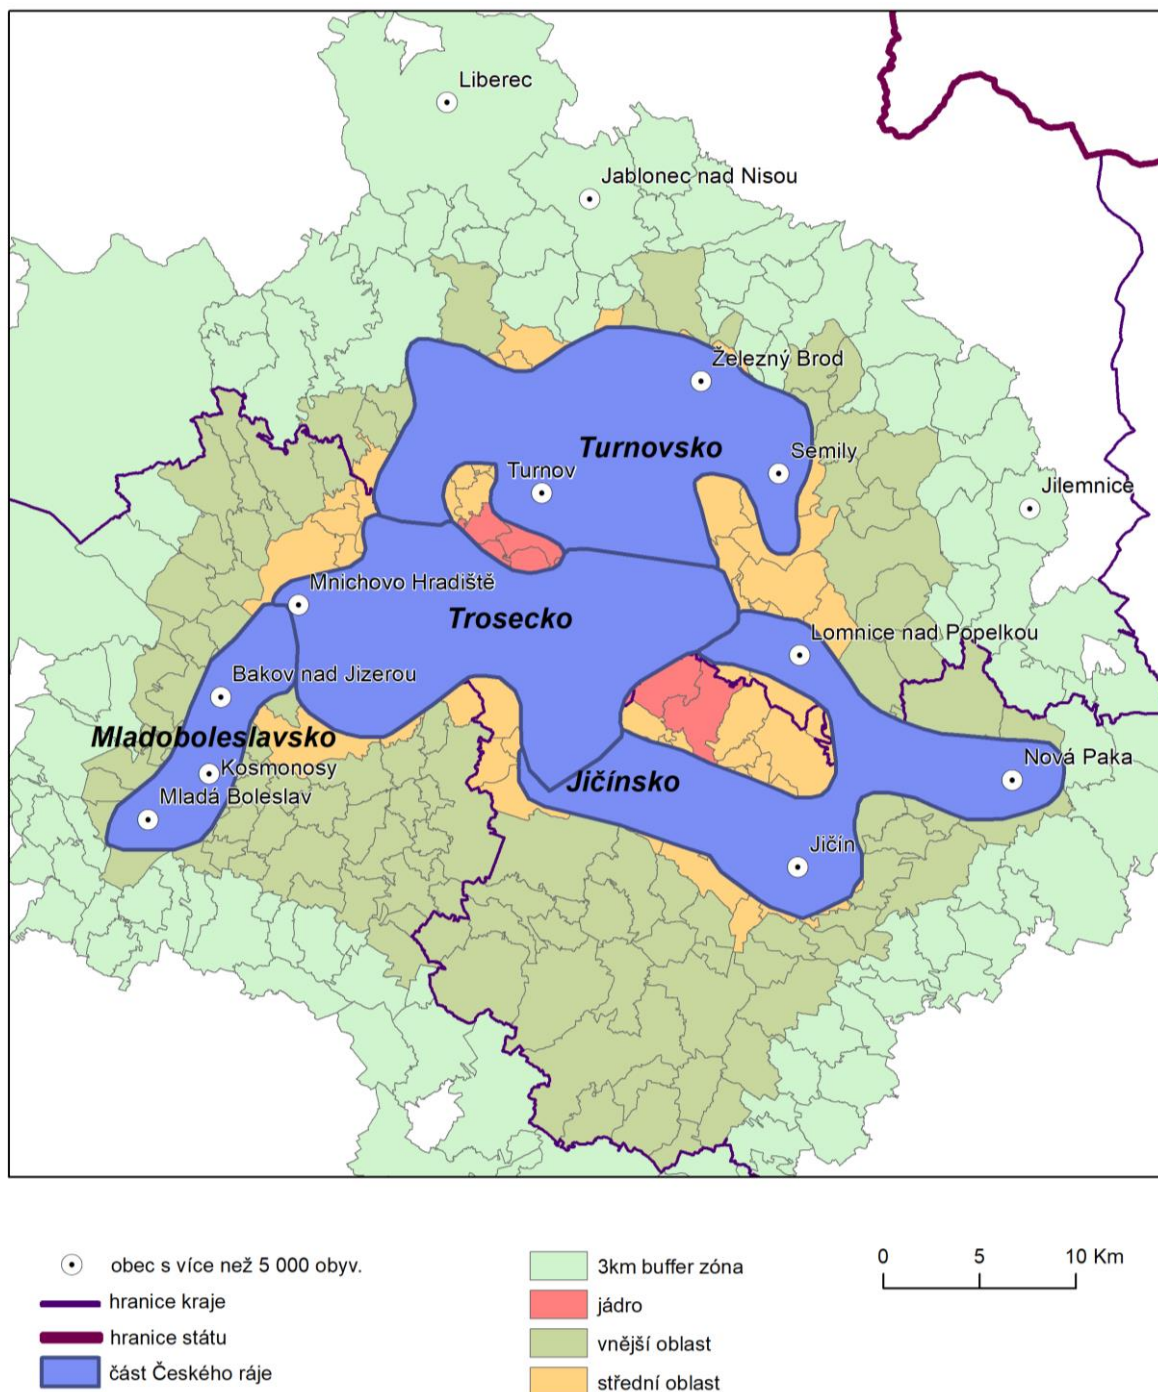 Liberec
Jablonec nad Nisou
Železný Brod
Turnovsko
Semily
Turnov
Jilemnice
Mnichovo Hradiště
Trosecko
Lomnice nad Popelkou
Bakov nad Jizerou
Mladoboleslavsko
Kosmonosy
Jičínsko
Nová Paka
Mladá Boleslav
Jičín
obec s více než 5 000 obyv.
hranice kraje
hranice státu
část Českého ráje
3km buffer zóna
jádro
vnější oblast
střední oblast
0 5 10 Km